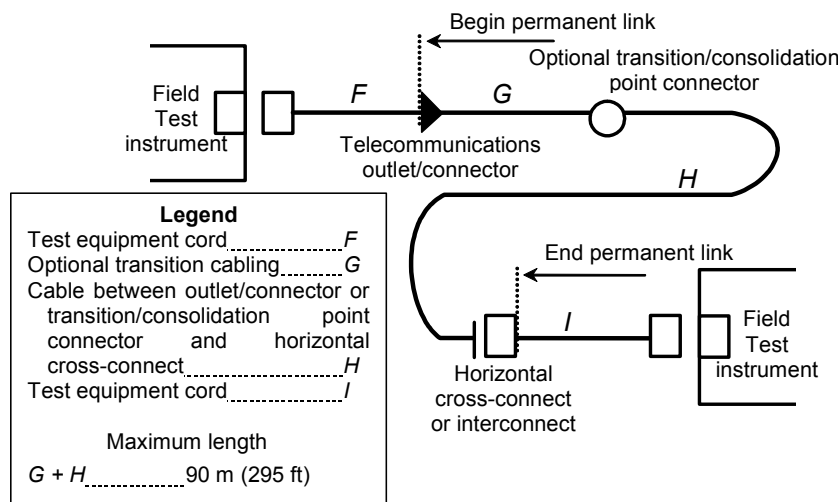 Begin permanent link
Optional transition/consolidation
point connector
Field
Test
instrument
F
G
Telecommunications
outlet/connector
H
Legend
Test equipment cord F
Optional transition cabling G
Cable between outlet/connector or
transition/consolidation point
connector and horizontal
cross-connect H
Test equipment cord I
Maximum length
G + H 90 m (295 ft)
End permanent link
I
Field
Test
instrument
Horizontal
cross-connect
or interconnect